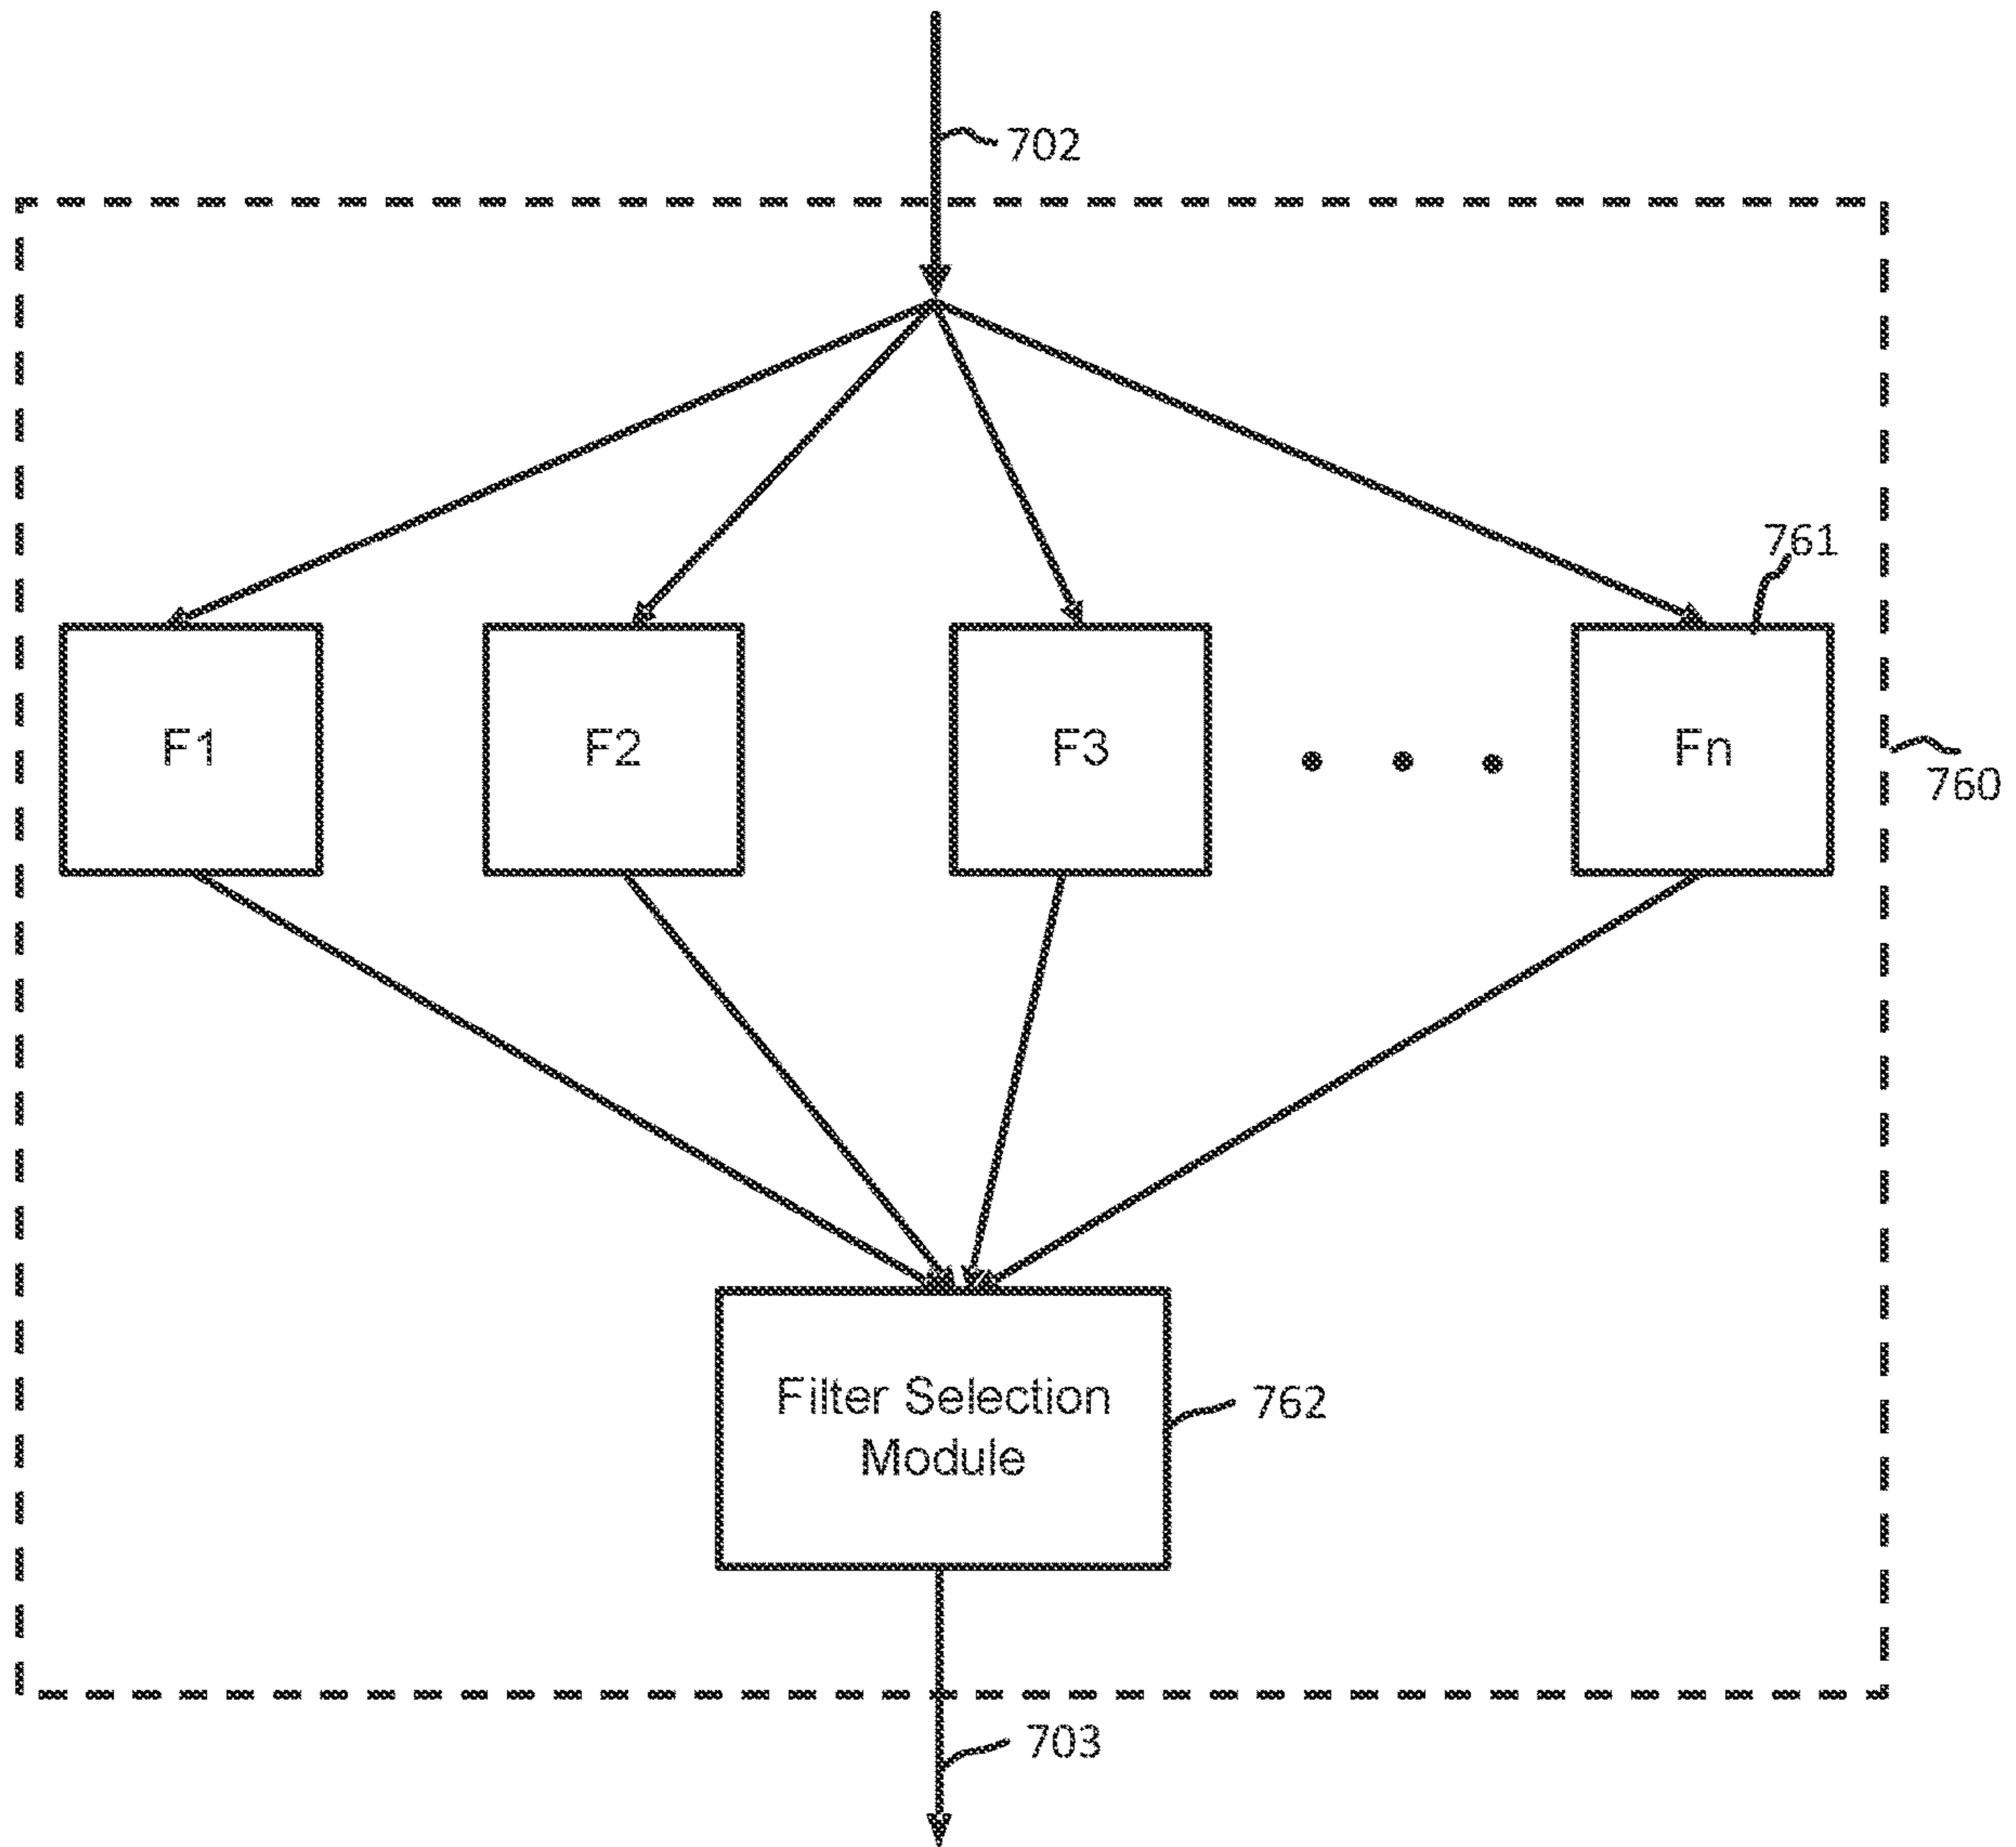 702
761
F1
F2
F3
Fn
760
Filter Selection
Module
762
703